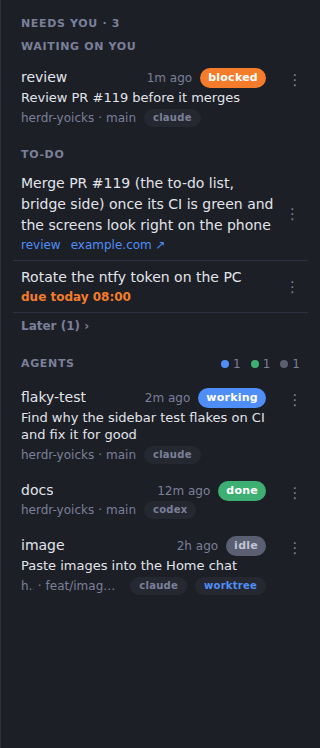 NEEDS YOU · 3
WAITING ON YOU
review 1m ago blocked ⋮
Review PR #119 before it merges
herdr-yoicks · main claude
TO-DO
Merge PR #119 (the to-do list,
bridge side) once its CI is green and ⋮
the screens look right on the phone
review example.com ↗
Rotate the ntfy token on the PC ⋮
due today 08:00
Later (1) ›
AGENTS 1 1 1
flaky-test 2m ago working ⋮
Find why the sidebar test flakes on CI
and fix it for good
herdr-yoicks · main claude
docs 12m ago done ⋮
herdr-yoicks · main codex
image 2h ago idle ⋮
Paste images into the Home chat
h. · feat/imag… claude worktree